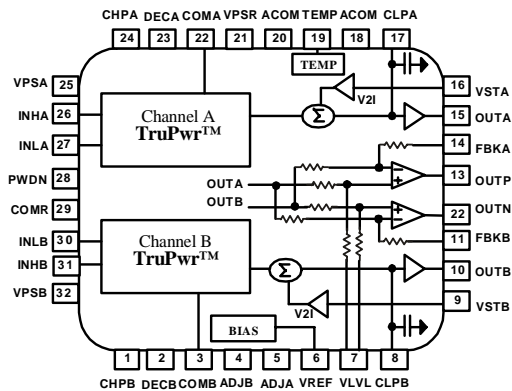 CHPA DECA COMA VPSR ACOM TEMP ACOM CLPA
24 23 22 21 20 19 18 17
TEMP
VPSA 25
INHA 26
INLA 27
PWDN 28
COMR 29
INLB 30
INHB 31
VPSB 32
Channel A
TruPwr™
Channel B
TruPwr™
Σ
V2I
OUTA
OUTB
−
+
+
−
Σ
V2I
BIAS
16 VSTA
15 OUTA
14 FBKA
13 OUTP
22 OUTN
11 FBKB
10 OUTB
9 VSTB
1 2 3 4 5 6 7 8
CHPB DECB COMB ADJB ADJA VREF VLVL CLPB